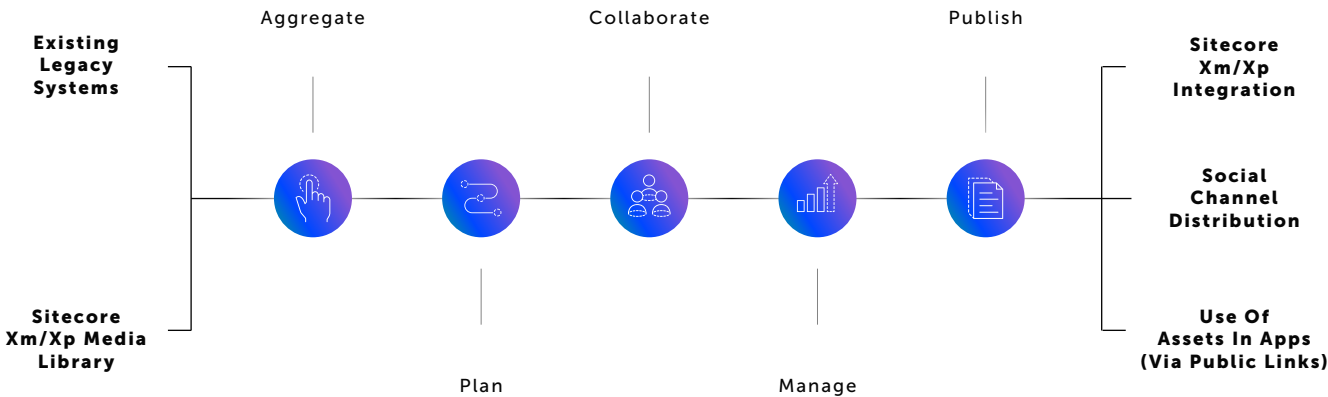 Aggregate
Collaborate
Publish
Existing
Legacy
Systems
Sitecore
Xm/Xp
Integration
Social
Channel
Distribution
Sitecore
Xm/Xp Media
Library
Use Of
Assets In Apps
(Via Public Links)
Plan
Manage